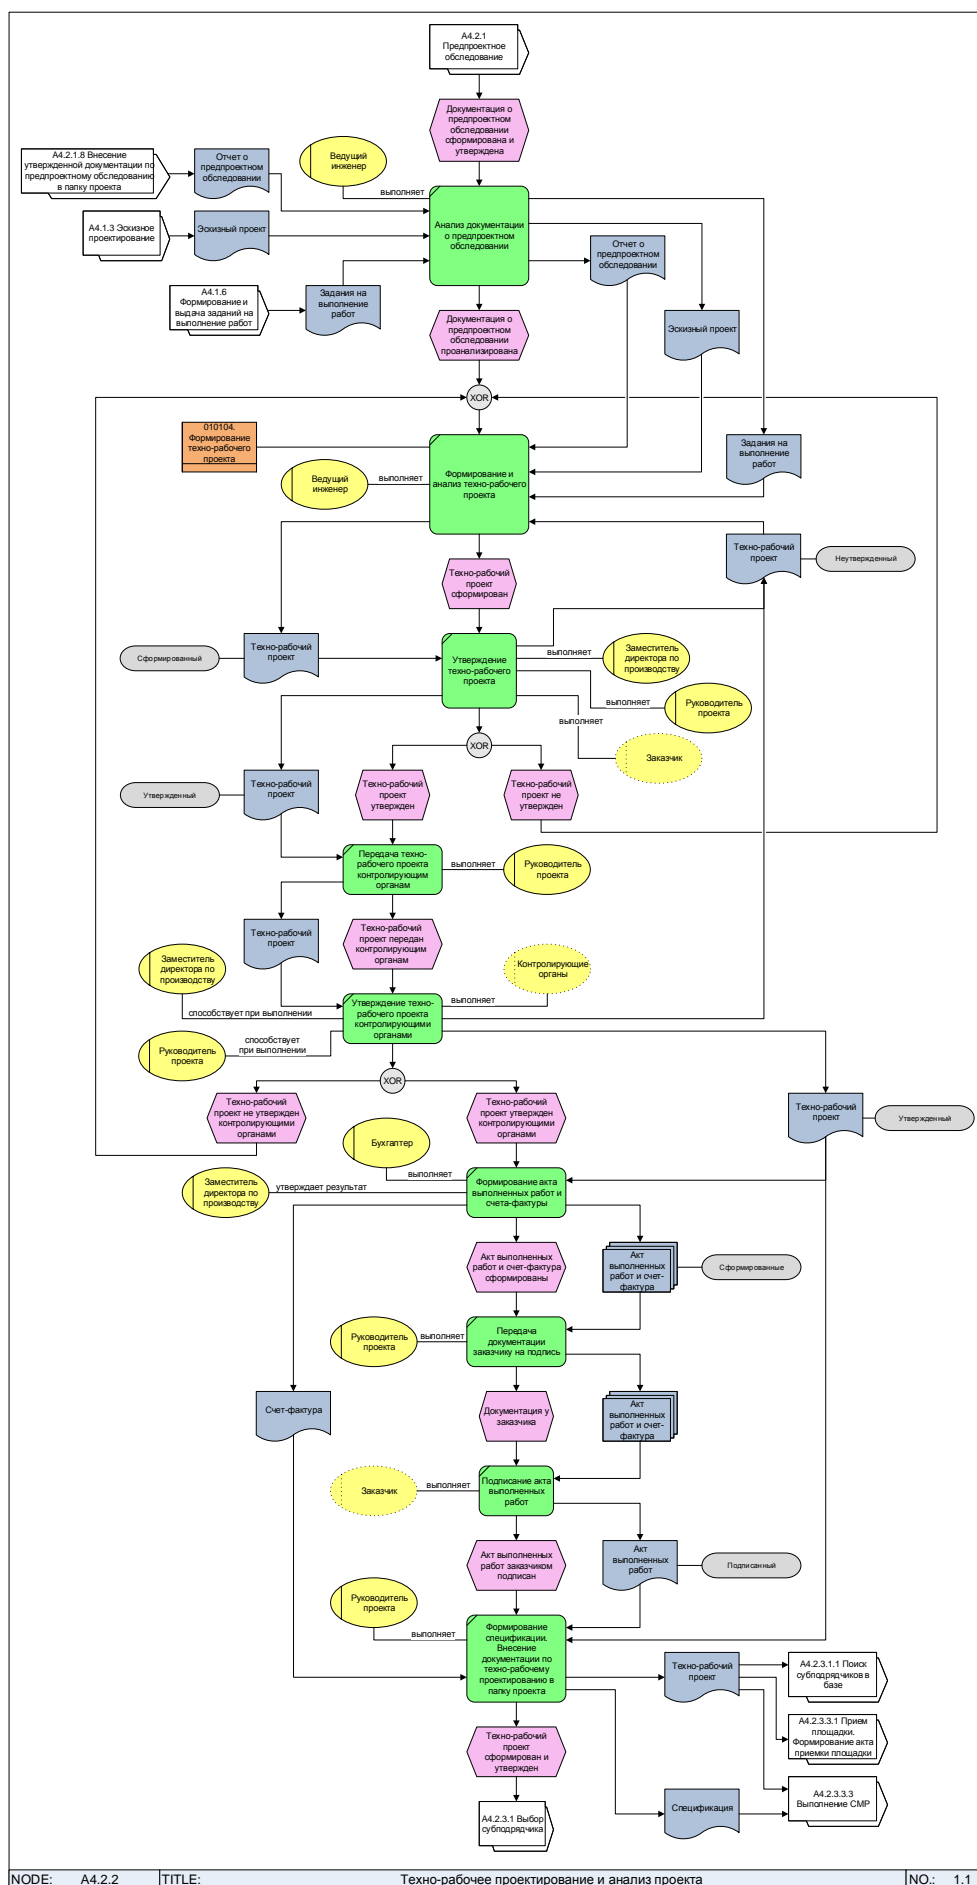 A4.2.1
Предпроектное
обследование
Документация о
предпроектном
обследовании
сформирована и
утверждена
A4.2.1.8 Внесение
утвержденной документации по
предпроектному обследованию
в папку проекта
Отчет о
предпроектном
обследовании
Ведущий
инженер
выполняет
A4.1.3 Эскизное
проектирование
Эскизный проект
Анализ документации
о предпроектном
обследовании
Отчет о
предпроектном
обследовании
A4.1.6
Формирование и
выдача заданий на
выполнение работ
Задания на
выполнение
работ
Документация о
предпроектном
обследовании
проанализирована
Эскизный проект
XOR
010104.
Формирование
техно-рабочего
проекта
Ведущий
инженер
выполняет
Формирование и
анализ техно-рабочего
проекта
Задания на
выполнение
работ
Техно-рабочий
проект
Неутвержденный
Техно-рабочий
проект
сформирован
Сформированный
Техно-рабочий
проект
Утверждение
техно-рабочего
проекта
выполняет
Заместитель
директора по
производству
выполняет
Руководитель
проекта
выполняет
Заказчик
XOR
Утвержденный
Техно-рабочий
проект
Техно-рабочий
проект
утвержден
Техно-рабочий
проект не
утвержден
Передача техно-
рабочего проекта
контролирующим
органам
выполняет
Руководитель
проекта
Техно-рабочий
проект
Техно-рабочий
проект передан
контролирующим
органам
Контролирующие
органы
Заместитель
директора по
производству
способствует при выполнении
Утверждение техно-
рабочего проекта
контролирующими
органами
выполняет
Руководитель
проекта
способствует
при выполнении
XOR
Техно-рабочий
проект не утвержден
контролирующими
органами
Техно-рабочий
проект утвержден
контролирующими
органами
Техно-рабочий
проект
Утвержденный
Бухгалтер
выполняет
Заместитель
директора по
производству
утверждает результат
Формирование акта
выполненных работ и
счета-фактуры
Акт выполненных
работ и счет-фактура
сформированы
Акт
выполненных
работ и счет-
фактура
Сформированные
Руководитель
проекта
выполняет
Передача
документации
заказчику на подпись
Счет-фактура
Документация у
заказчика
Акт
выполненных
работ и счет-
фактура
Заказчик
выполняет
Подписание акта
выполненных
работ
Акт выполненных
работ заказчиком
подписан
Акт
выполненных
работ
Подписанный
Руководитель
проекта
выполняет
Формирование
спецификации.
Внесение
документации по
техно-рабочему
проектированию в
папку проекта
Техно-рабочий
проект
A4.2.3.1.1 Поиск
субподрядчиков в
базе
Техно-рабочий
проект
сформирован и
утвержден
A4.2.3.3.1 Прием
площадки.
Формирование акта
приемки площадки
Спецификация
A4.2.3.3.3
Выполнение СМР
A4.2.3.1 Выбор
субподрядчика
NODE: A4.2.2 TITLE: Техно-рабочее проектирование и анализ проекта NO.: 1.1